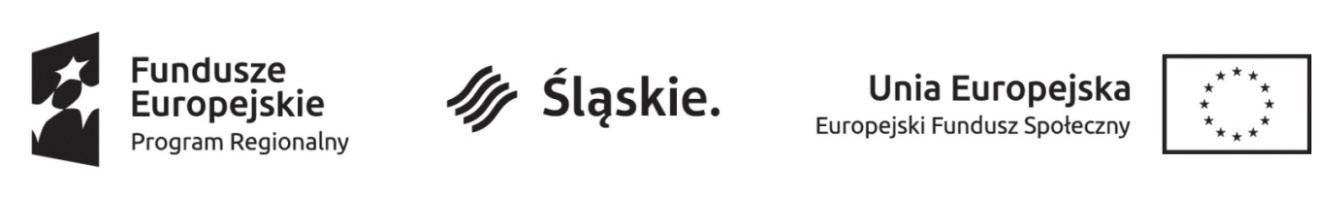 Fundusze
Europejskie
Program Regionalny
Śląskie.
Unia Europejska
Europejski Fundusz Społeczny